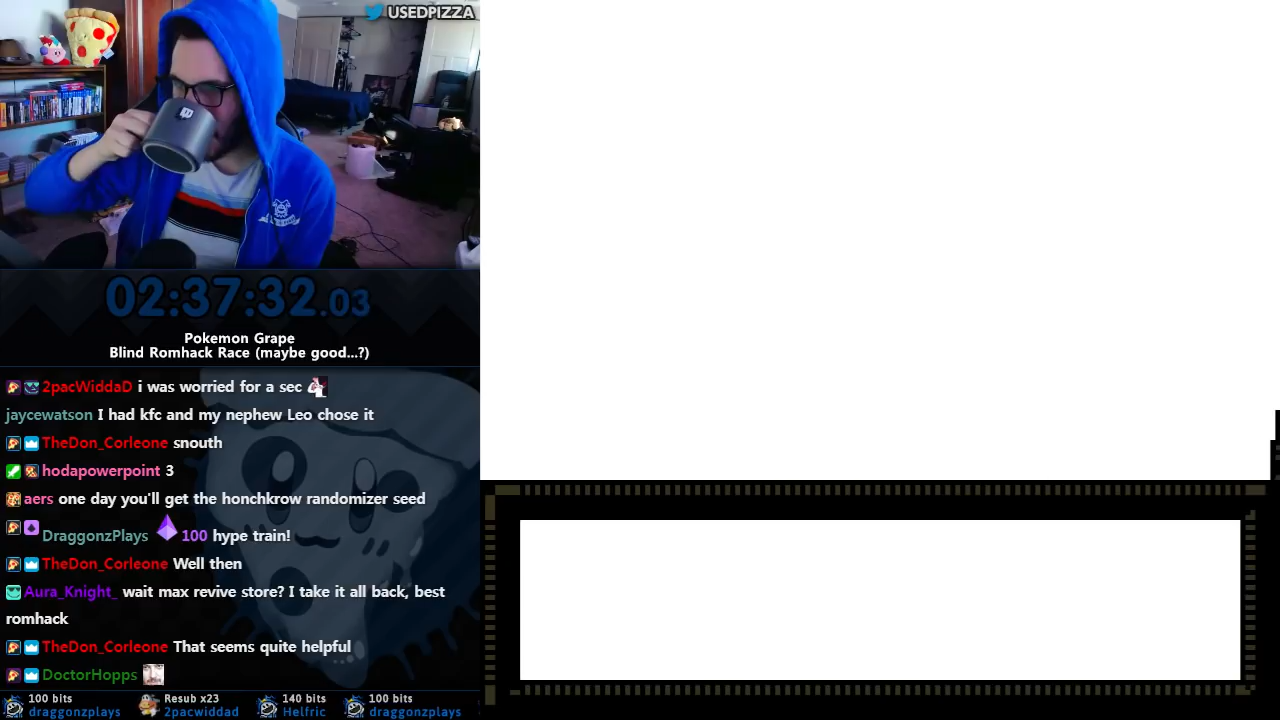 USEDPIZZA
02:37:32.03
Pokemon Grape
Blind Romhack Race (maybe good...?)
2pacWiddaD i was worried for a sec
jaycewatson I had kfc and my nephew Leo chose it
TheDon_Corleone snouth
hodapowerpoint 3
aers one day you'll get the honchkrow randomizer seed
DraggonzPlays 100 hype train!
TheDon_Corleone Well then
Aura_Knight_ wait max revive store? I take it all back, best
romhack
TheDon_Corleone That seems quite helpful
DoctorHopps
100 bits
draggonzplays
Resub x23
2pacwiddad
140 bits
Helfric
100 bits
draggonzplays